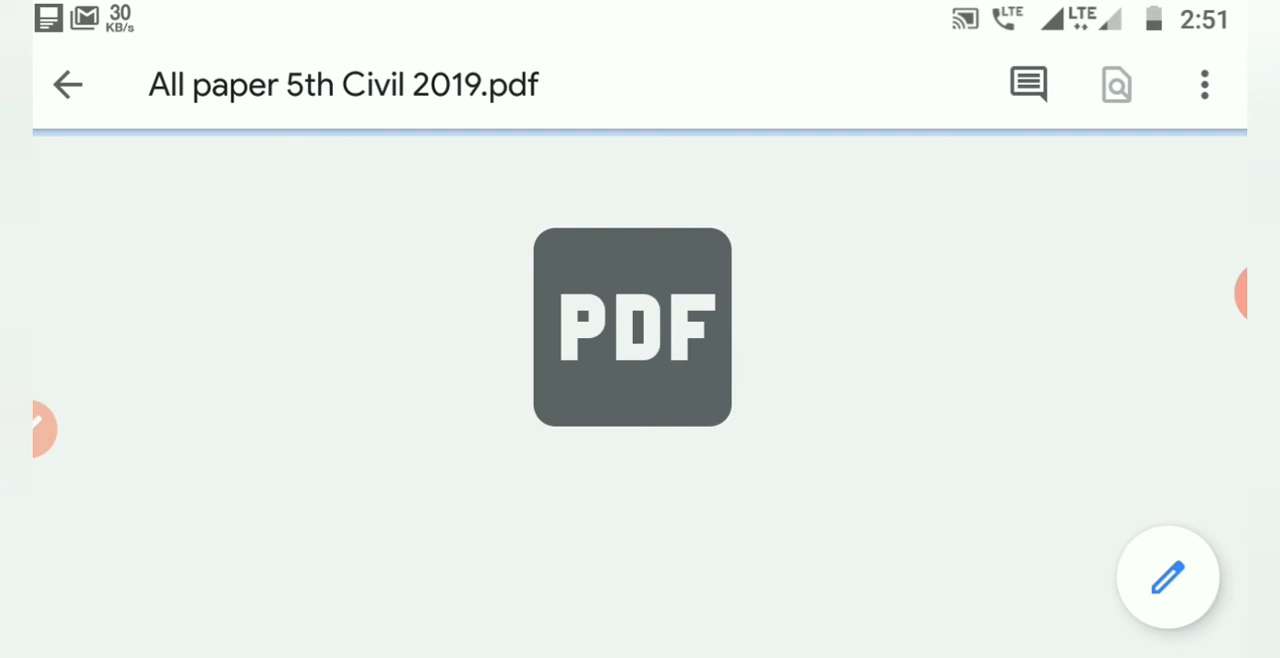 30
KB/s
LTE
LTE
2:51
All paper 5th Civil 2019.pdf
PDF